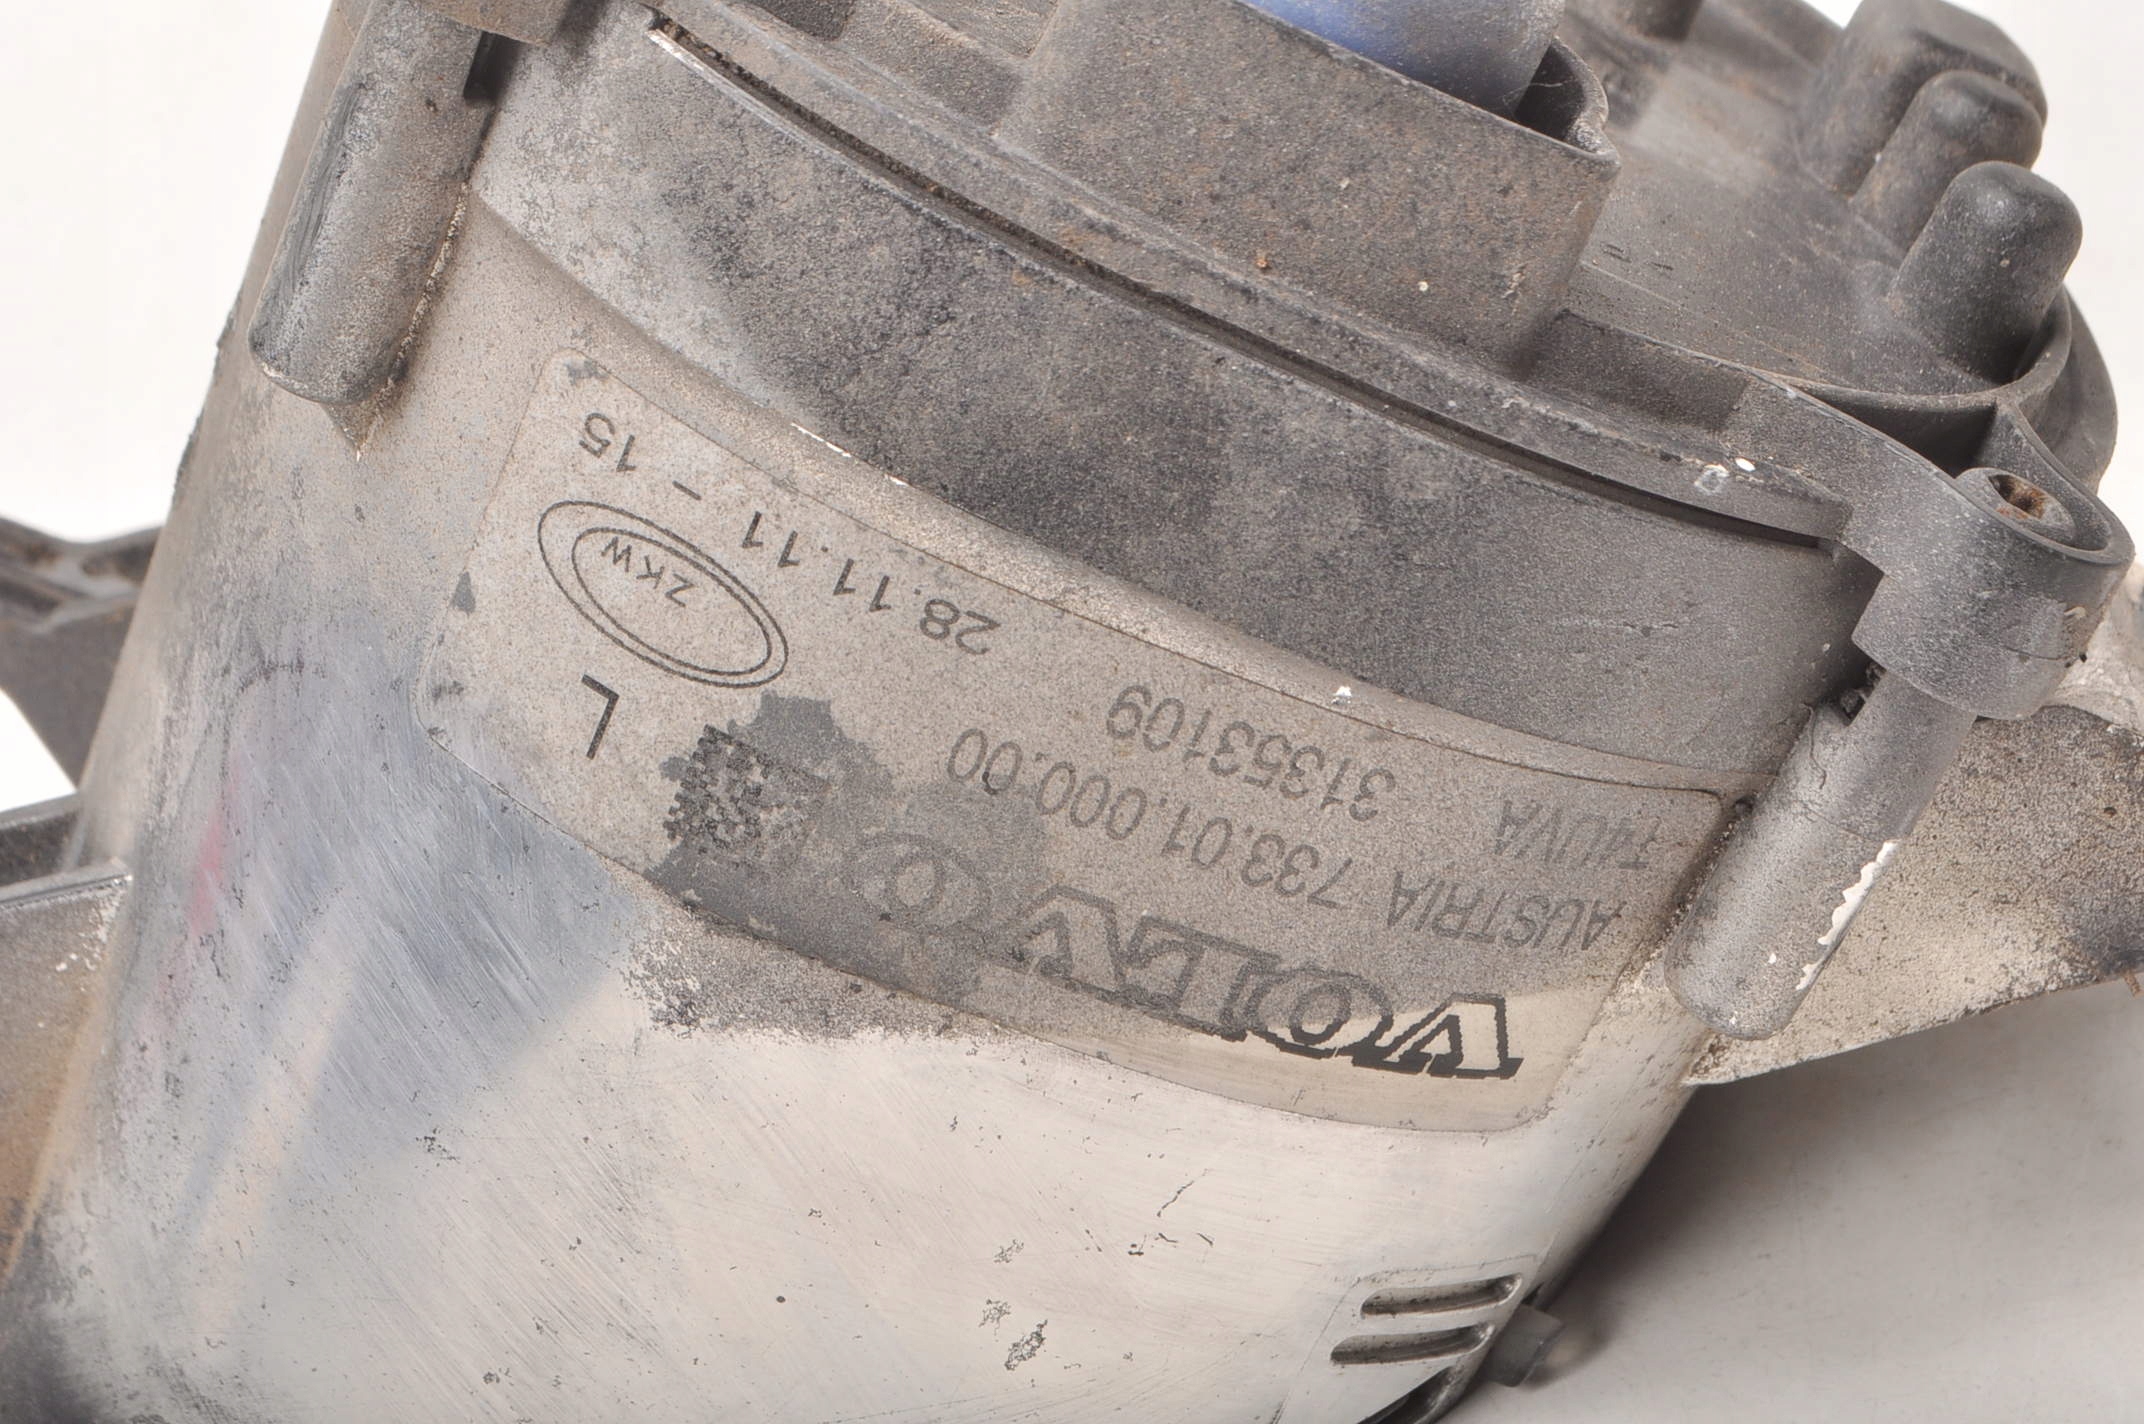 VOLVO
AUSTRIA 733.01.000.00 L
31353109 ZKW
28.11.11 - 15